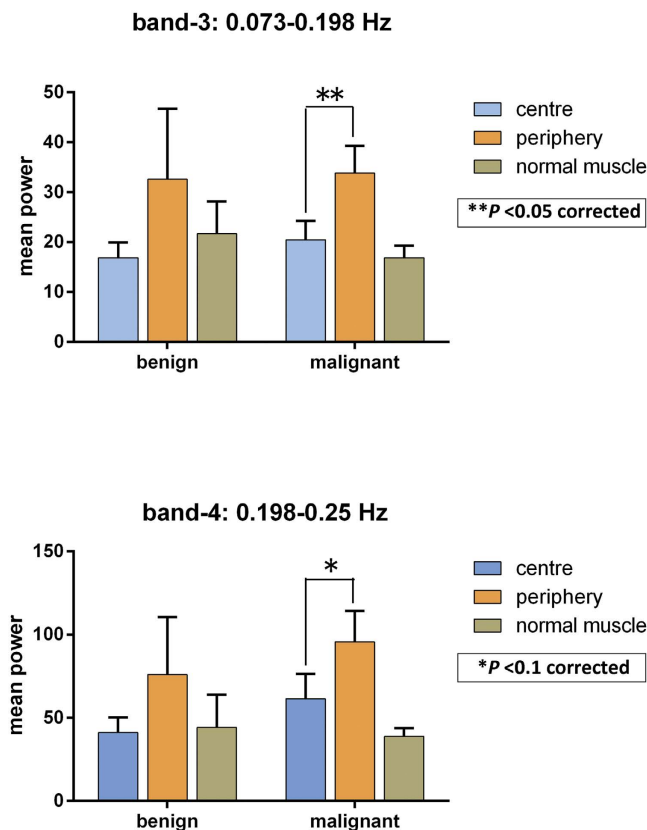 band-3: 0.073-0.198 Hz
50
40
30
20
10
0
mean power
**
benign
malignant
centre
periphery
normal muscle
**P <0.05 corrected
band-4: 0.198-0.25 Hz
150
100
50
0
mean power
*
benign
malignant
centre
periphery
normal muscle
*P <0.1 corrected